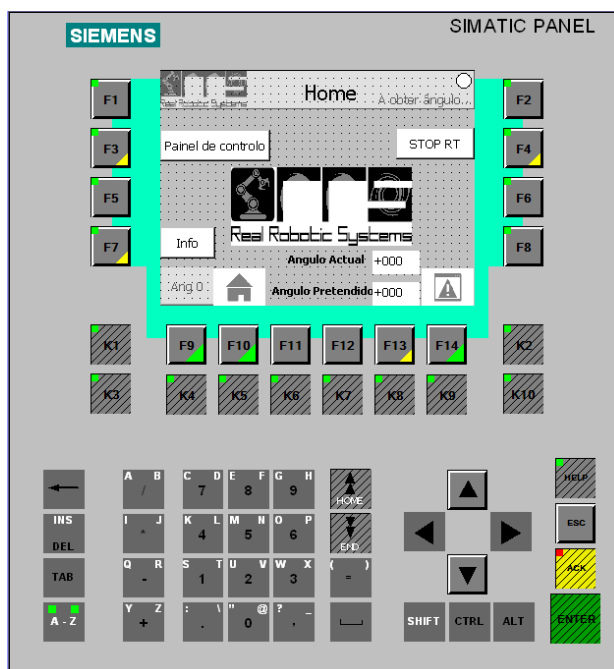 SIEMENS
SIMATIC PANEL
F1
Real Robotic Systems
Home
A obter ângulo...
F2
F3
Painel de controlo
STOP RT
F4
F5
F6
F7
Info
Real Robotic Systems
F8
Angulo Actual +000
Ang.0
Angulo Pretendido +000
K1 F9 F10 F11 F12 F13 F14 K2
K3 K4 K5 K6 K7 K8 K9 K10
A B / C D 7 E F 8 G H 9 HOME HELP
INS DEL I J * K L 4 M N 5 O P 6 END ESC
TAB Q R - S T 1 U V 2 W X 3 ( ) = ACK
A - Z Y Z + : \ . " @ 0 ? _ , SHIFT CTRL ALT ENTER